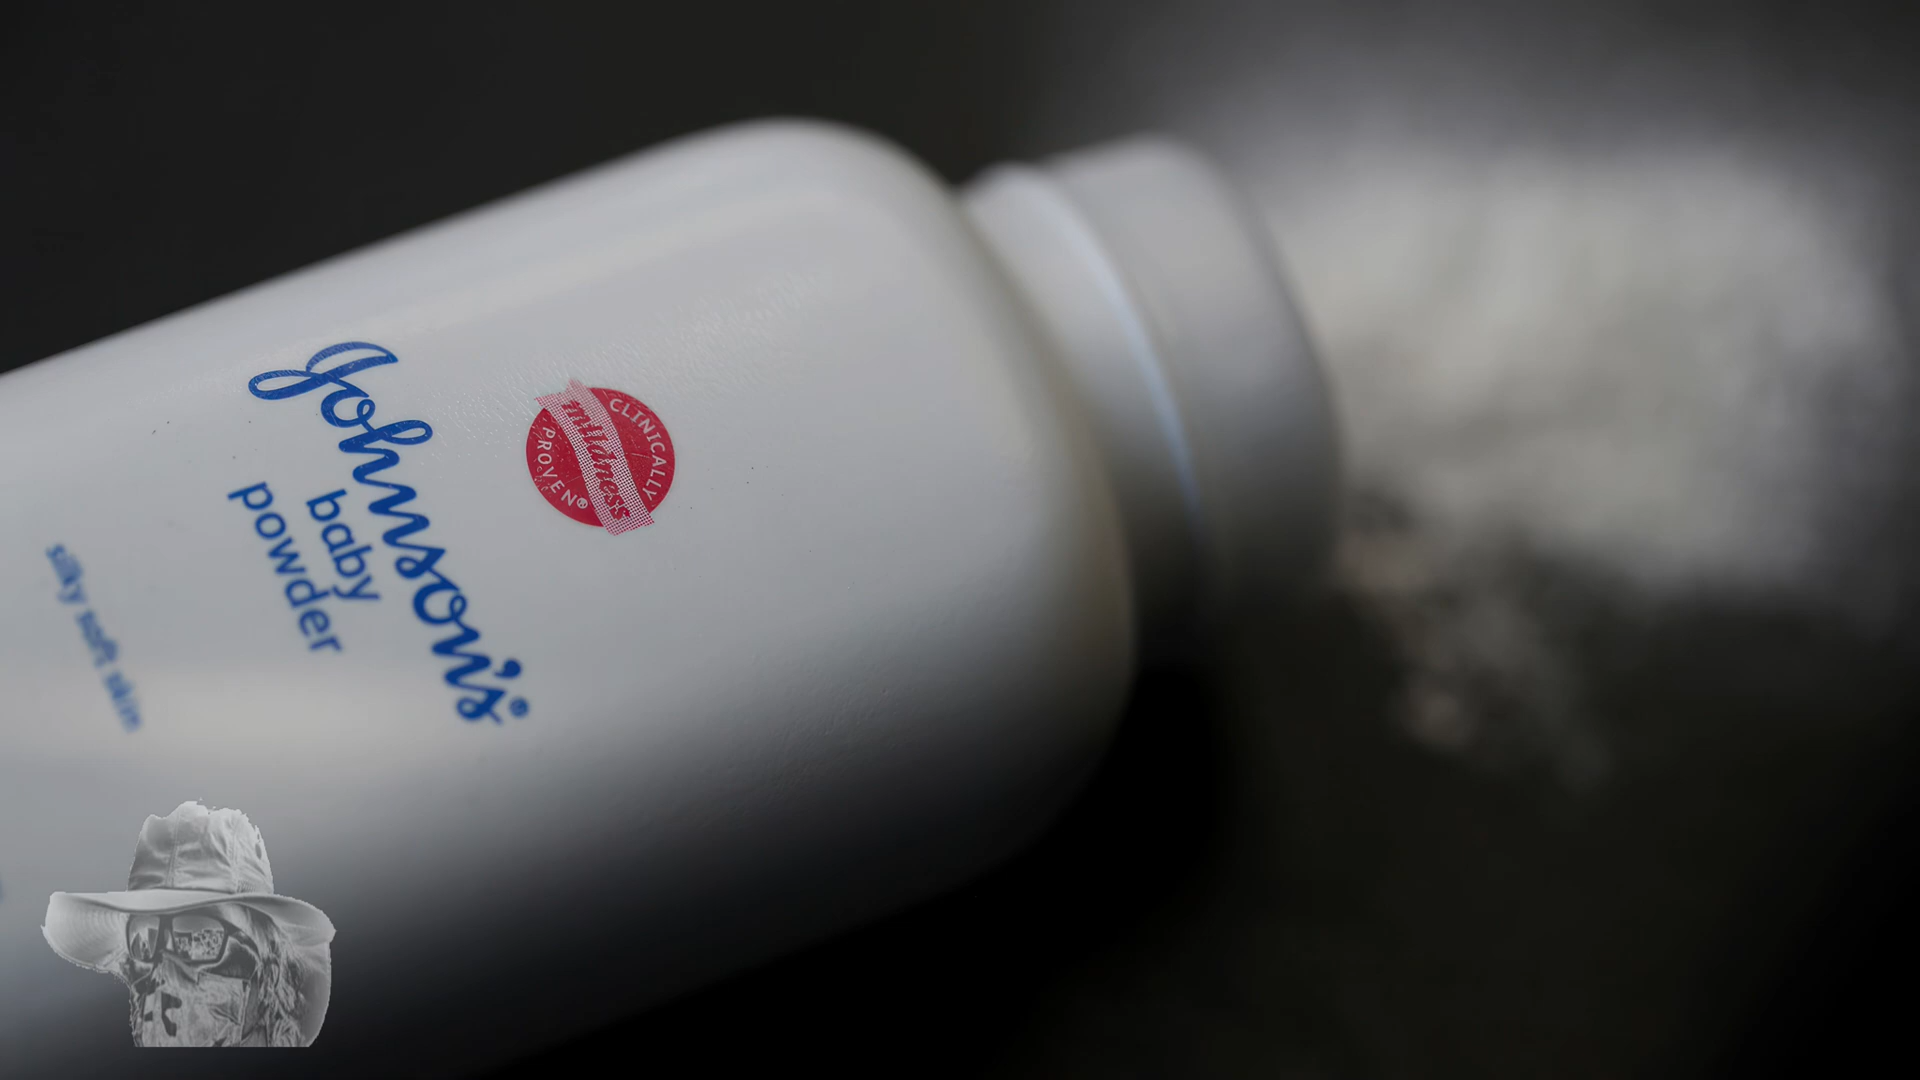 Johnson's®
baby
powder
silky soft skin
CLINICALLY
mildness
PROVEN®